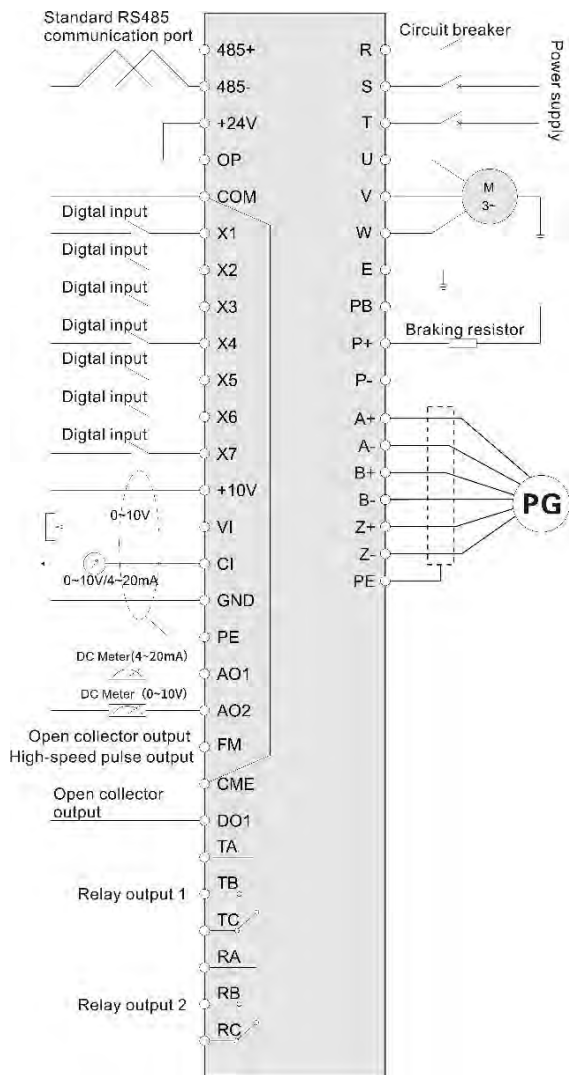 Standard RS485
communication port
485+
485-
+24V
OP
COM
Digtal input
X1
Digtal input
X2
Digtal input
X3
Digtal input
X4
Digtal input
X5
Digtal input
X6
Digtal input
X7
+10V
0~10V
VI
CI
0~10V/4~20mA
GND
PE
DC Meter(4~20mA)
AO1
DC Meter (0~10V)
AO2
Open collector output
High-speed pulse output
FM
CME
Open collector
output
DO1
TA
Relay output 1
TB
TC
RA
Relay output 2
RB
RC
R
Circuit breaker
S
T
Power supply
U
V
M
3~
W
E
PB
Braking resistor
P+
P-
A+
A-
B+
B-
PG
Z+
Z-
PE